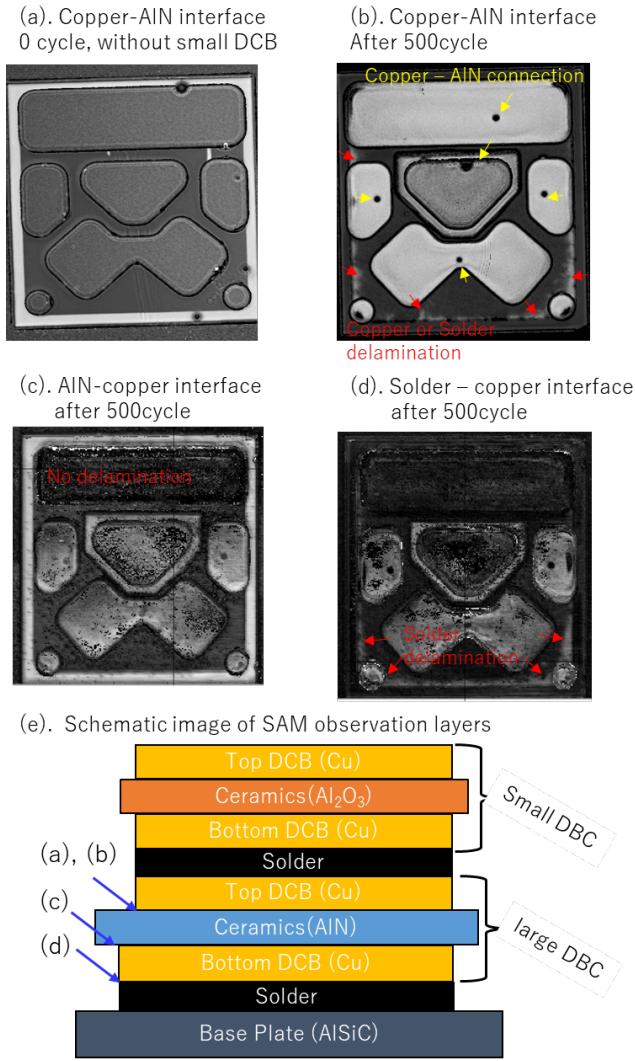 (a). Copper-AlN interface
0 cycle, without small DCB
(b). Copper-AlN interface
After 500cycle
Copper – AlN connection
Copper or Solder
delamination
(c). AlN-copper interface
after 500cycle
(d). Solder – copper interface
after 500cycle
No delamination
Solder
delamination
(e). Schematic image of SAM observation layers
Top DCB (Cu)
Ceramics(Al₂O₃)
Bottom DCB (Cu)
Solder
Small DBC
(a), (b)
Top DCB (Cu)
(c)
Ceramics(AlN)
(d)
Bottom DCB (Cu)
large DBC
Solder
Base Plate (AlSiC)